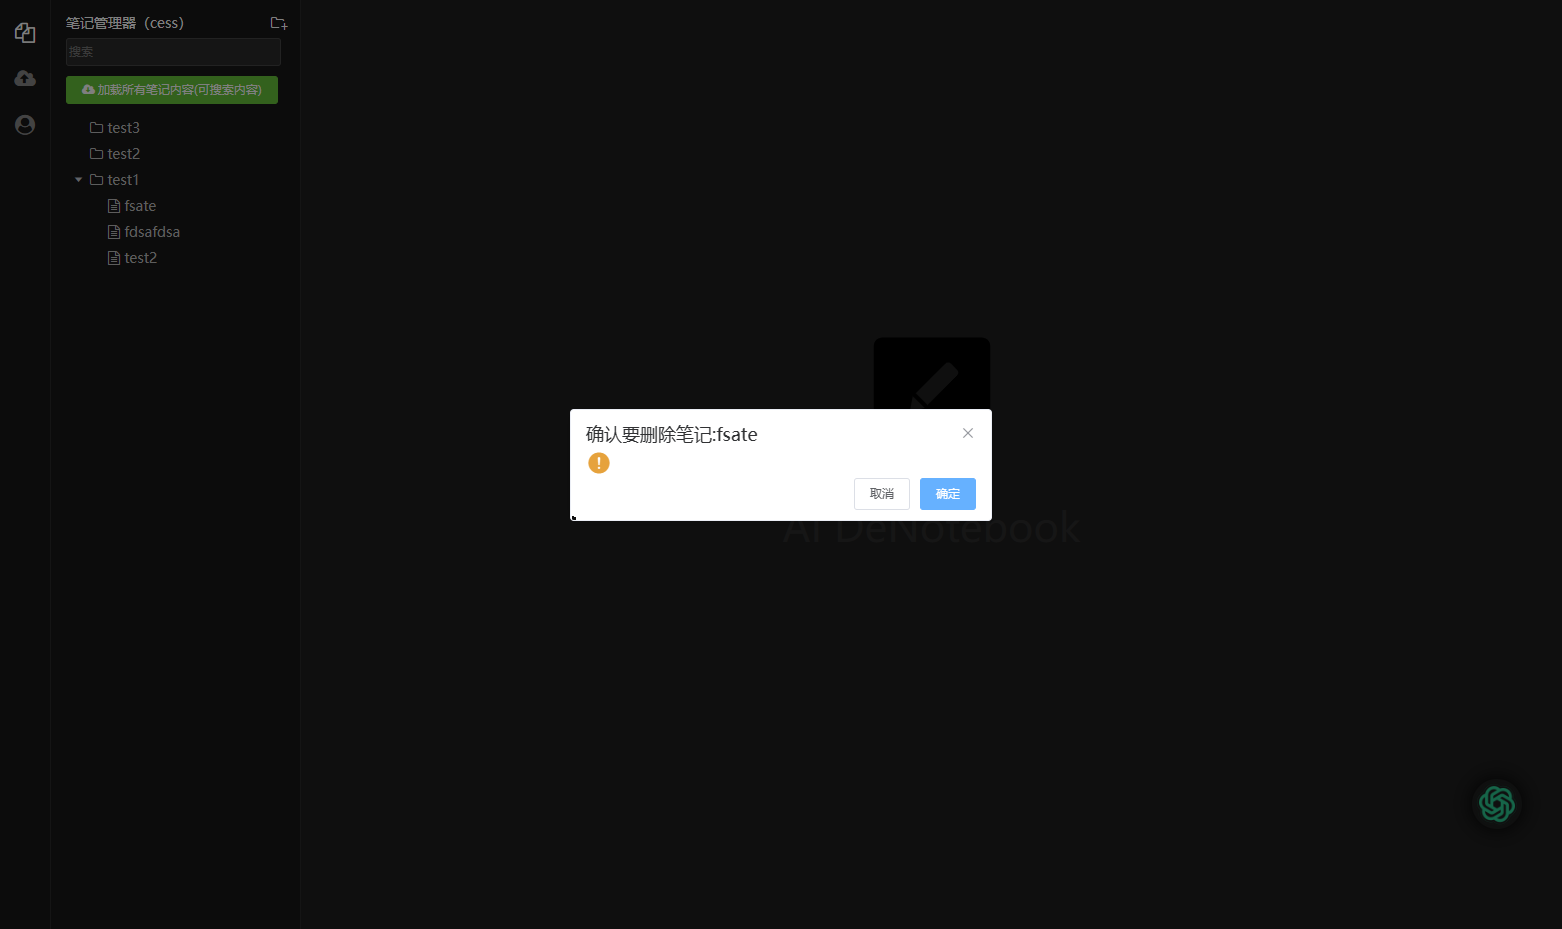 笔记管理器（cess）
搜索
加载所有笔记内容(可搜索内容)
test3
test2
test1
fsate
fdsafdsa
test2
确认要删除笔记:fsate
取消
确定
AI DeNotebook